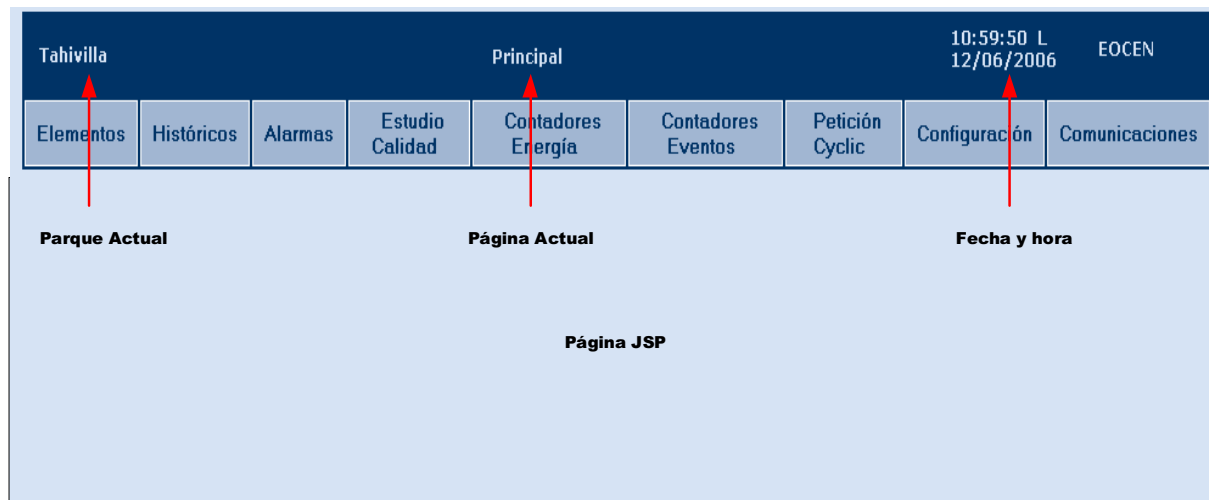 10:59:50 L
Tahivilla Principal 12/06/2006 EOCEN
Elementos Históricos Alarmas Estudio Calidad Contadores Energía Contadores Eventos Petición Cyclic Configuración Comunicaciones
Parque Actual Página Actual Fecha y hora
Página JSP